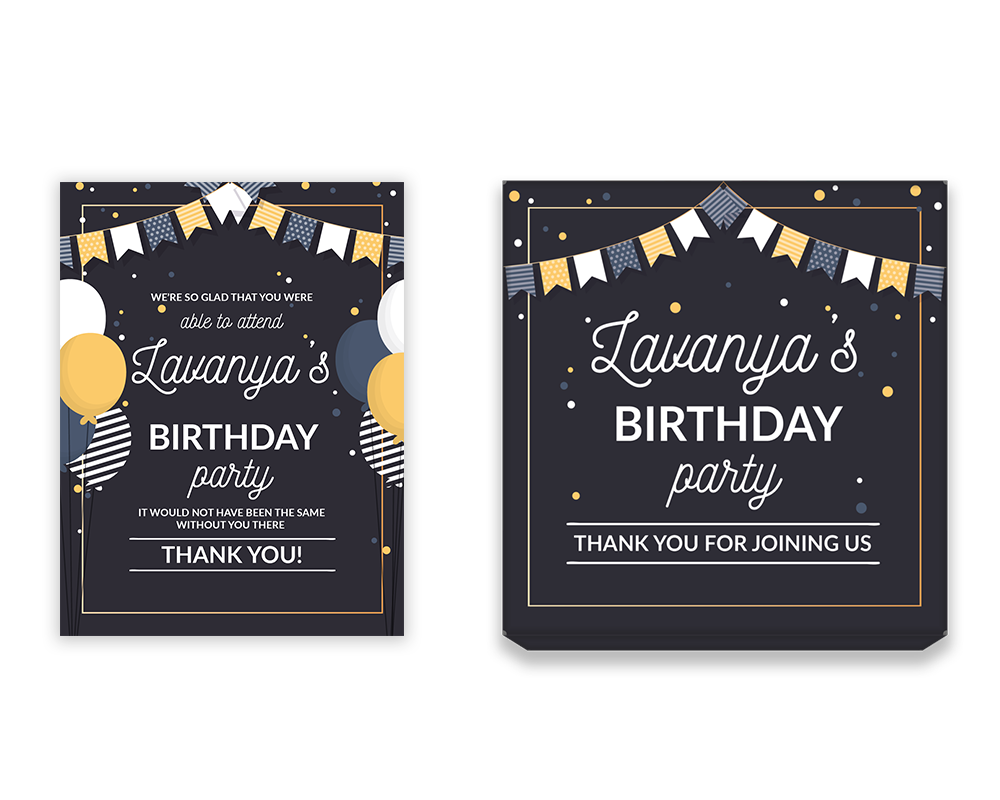 WE'RE SO GLAD THAT YOU WERE
able to attend
Lavanya's
BIRTHDAY
party
IT WOULD NOT HAVE BEEN THE SAME
WITHOUT YOU THERE
THANK YOU!
Lavanya's
BIRTHDAY
party
THANK YOU FOR JOINING US